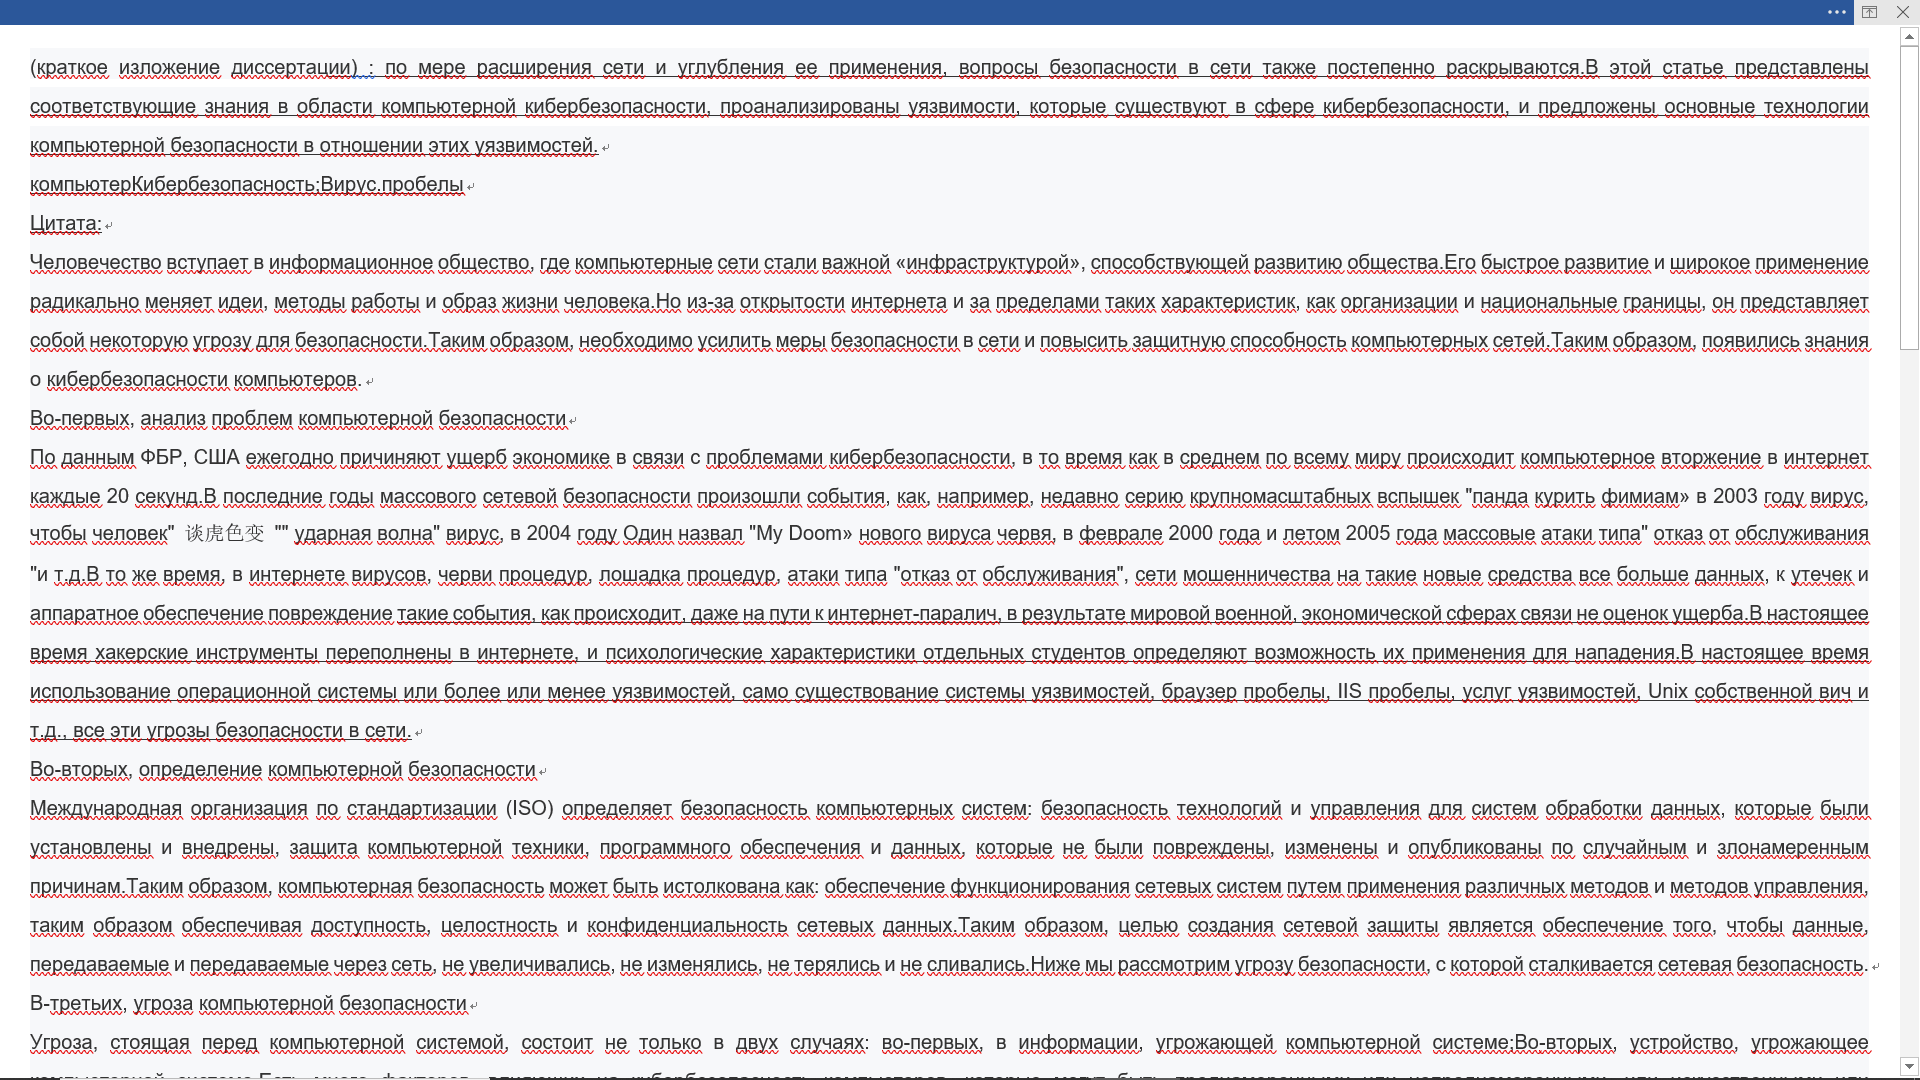 (краткое изложение диссертации) : по мере расширения сети и углубления ее применения, вопросы безопасности в сети также постепенно раскрываются.В этой статье представлены
соответствующие знания в области компьютерной кибербезопасности, проанализированы уязвимости, которые существуют в сфере кибербезопасности, и предложены основные технологии
компьютерной безопасности в отношении этих уязвимостей.
компьютерКибербезопасность;Вирус.пробелы
Цитата:
Человечество вступает в информационное общество, где компьютерные сети стали важной «инфраструктурой», способствующей развитию общества.Его быстрое развитие и широкое применение
радикально меняет идеи, методы работы и образ жизни человека.Но из-за открытости интернета и за пределами таких характеристик, как организации и национальные границы, он представляет
собой некоторую угрозу для безопасности.Таким образом, необходимо усилить меры безопасности в сети и повысить защитную способность компьютерных сетей.Таким образом, появились знания
о кибербезопасности компьютеров.
Во-первых, анализ проблем компьютерной безопасности
По данным ФБР, США ежегодно причиняют ущерб экономике в связи с проблемами кибербезопасности, в то время как в среднем по всему миру происходит компьютерное вторжение в интернет
каждые 20 секунд.В последние годы массового сетевой безопасности произошли события, как, например, недавно серию крупномасштабных вспышек "панда курить фимиам» в 2003 году вирус,
чтобы человек" 谈虎色变 "" ударная волна" вирус, в 2004 году Один назвал "My Doom» нового вируса червя, в феврале 2000 года и летом 2005 года массовые атаки типа" отказ от обслуживания
"и т.д.В то же время, в интернете вирусов, черви процедур, лошадка процедур, атаки типа "отказ от обслуживания", сети мошенничества на такие новые средства все больше данных, к утечек и
аппаратное обеспечение повреждение такие события, как происходит, даже на пути к интернет-паралич, в результате мировой военной, экономической сферах связи не оценок ущерба.В настоящее
время хакерские инструменты переполнены в интернете, и психологические характеристики отдельных студентов определяют возможность их применения для нападения.В настоящее время
использование операционной системы или более или менее уязвимостей, само существование системы уязвимостей, браузер пробелы, IIS пробелы, услуг уязвимостей, Unix собственной вич и
т.д., все эти угрозы безопасности в сети.
Во-вторых, определение компьютерной безопасности
Международная организация по стандартизации (ISO) определяет безопасность компьютерных систем: безопасность технологий и управления для систем обработки данных, которые были
установлены и внедрены, защита компьютерной техники, программного обеспечения и данных, которые не были повреждены, изменены и опубликованы по случайным и злонамеренным
причинам.Таким образом, компьютерная безопасность может быть истолкована как: обеспечение функционирования сетевых систем путем применения различных методов и методов управления,
таким образом обеспечивая доступность, целостность и конфиденциальность сетевых данных.Таким образом, целью создания сетевой защиты является обеспечение того, чтобы данные,
передаваемые и передаваемые через сеть, не увеличивались, не изменялись, не терялись и не сливались.Ниже мы рассмотрим угрозу безопасности, с которой сталкивается сетевая безопасность.
В-третьих, угроза компьютерной безопасности
Угроза, стоящая перед компьютерной системой, состоит не только в двух случаях: во-первых, в информации, угрожающей компьютерной системе;Во-вторых, устройство, угрожающее